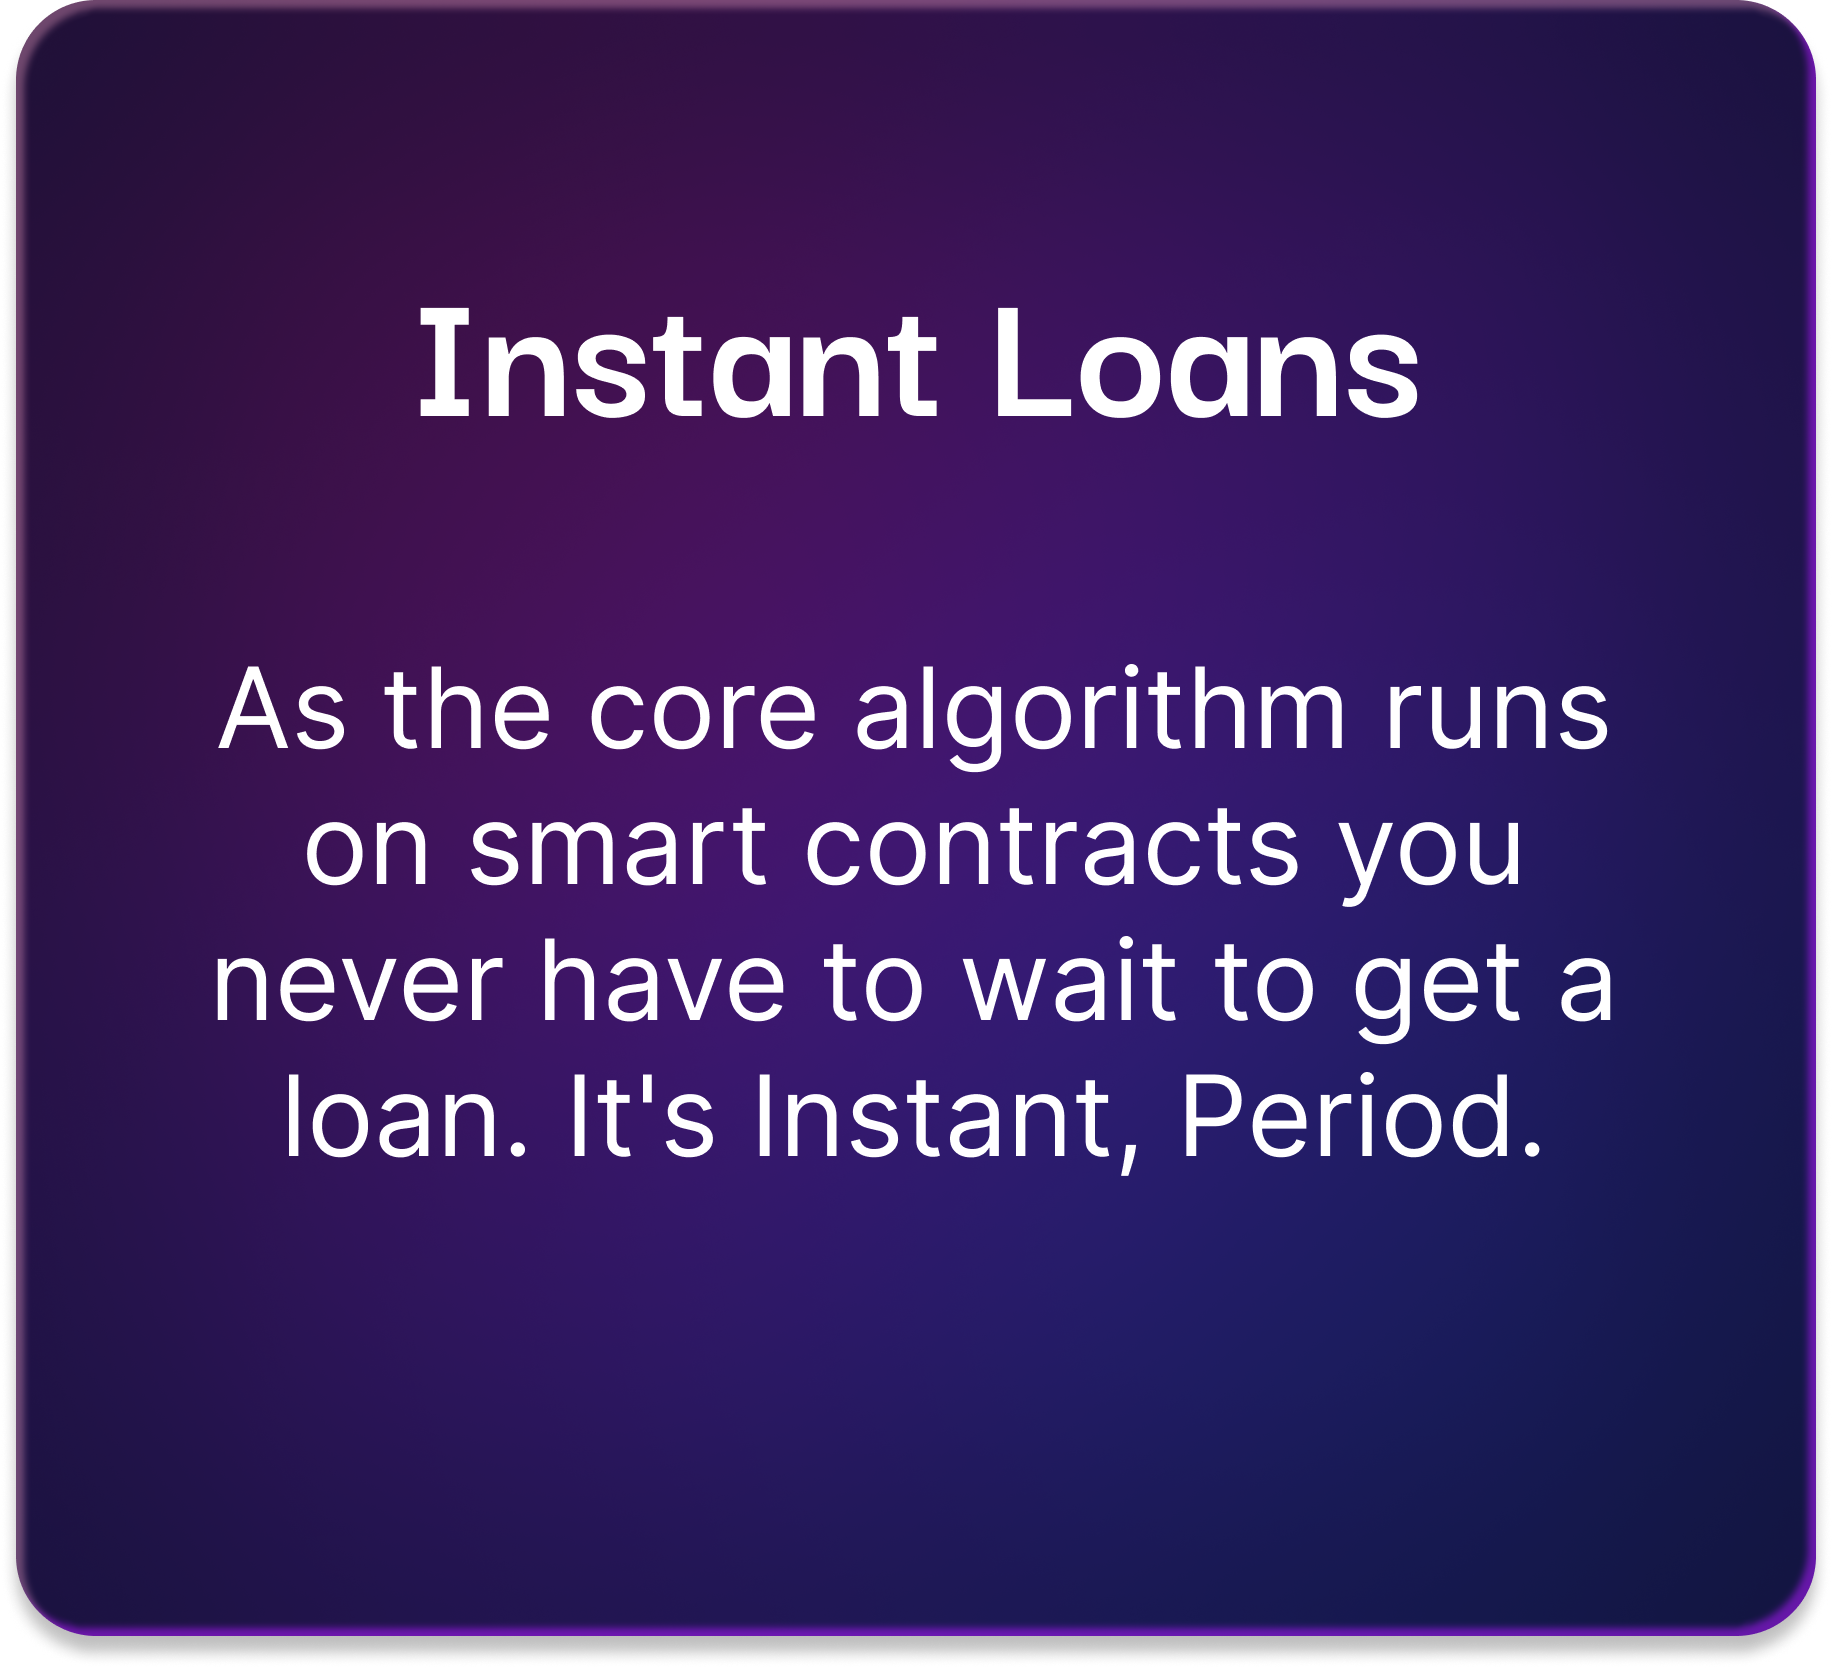 Instant Loans
As the core algorithm runs
on smart contracts you
never have to wait to get a
loan. It's Instant, Period.